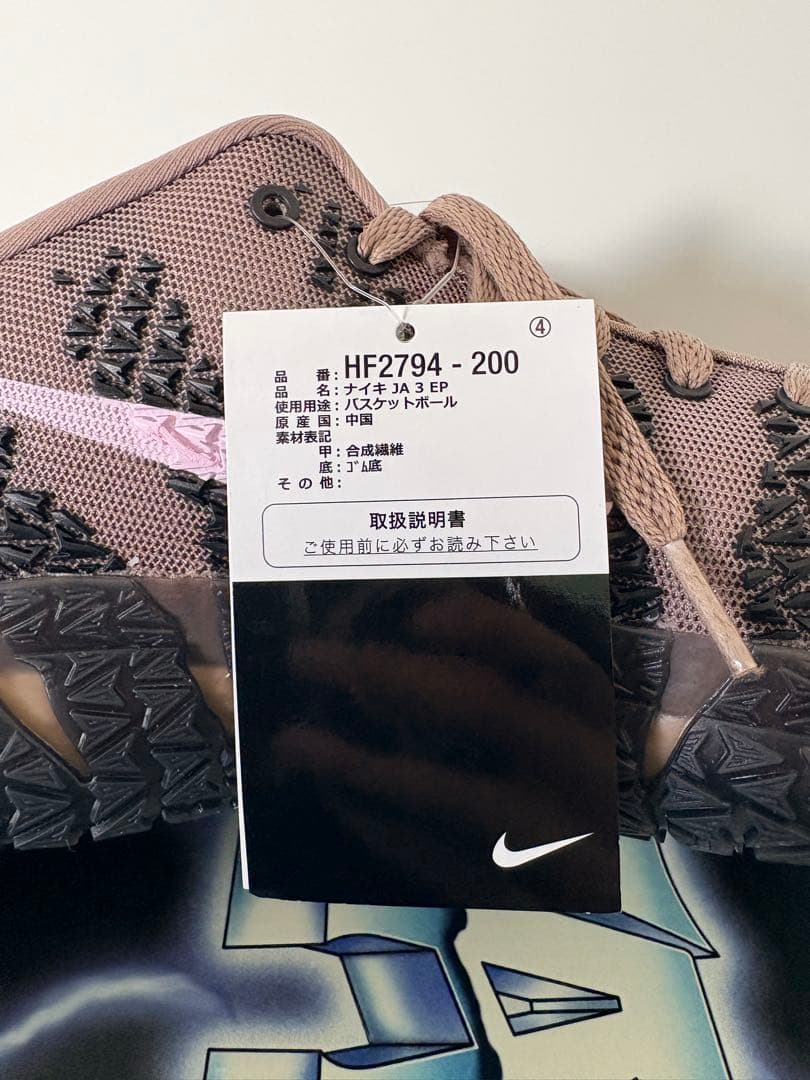 ④
品番：HF2794 - 200
品名：ナイキ JA 3 EP
使用用途：バスケットボール
原産国：中国
素材表記
甲：合成繊維
底：ｺﾞﾑ底
その他：
取扱説明書
ご使用前に必ずお読み下さい